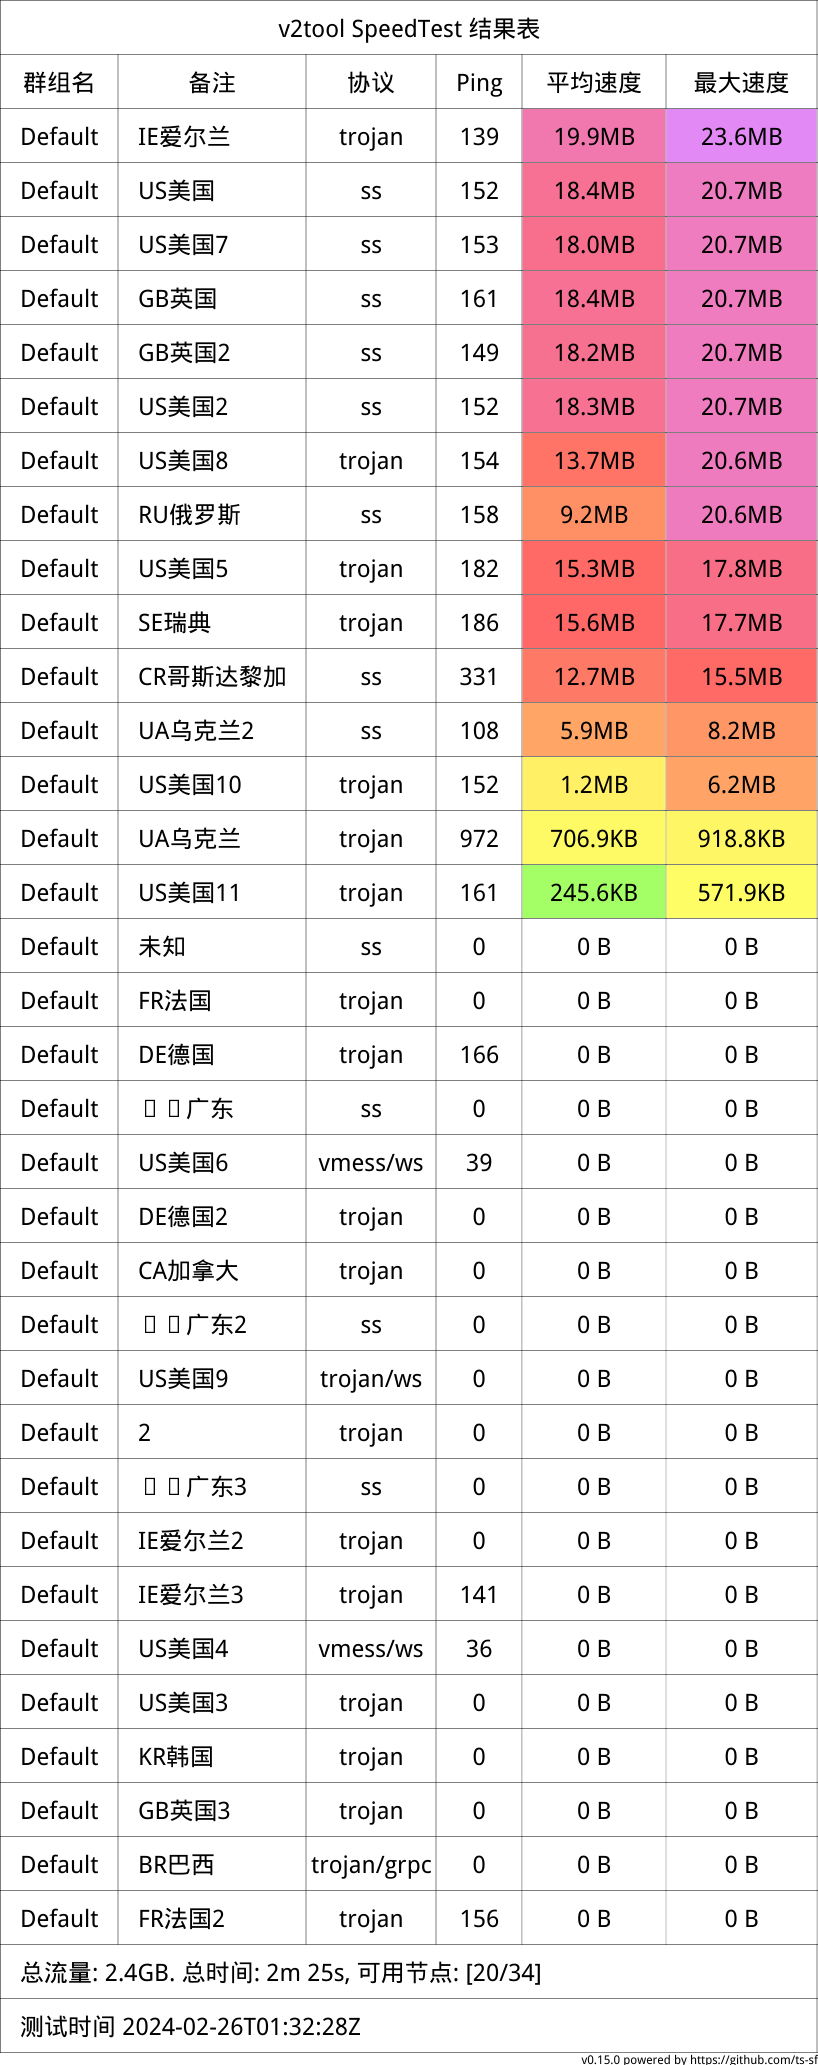 v2tool SpeedTest 结果表
群组名 备注 协议 Ping 平均速度 最大速度
Default IE爱尔兰 trojan 139 19.9MB 23.6MB
Default US美国 ss 152 18.4MB 20.7MB
Default US美国7 ss 153 18.0MB 20.7MB
Default GB英国 ss 161 18.4MB 20.7MB
Default GB英国2 ss 149 18.2MB 20.7MB
Default US美国2 ss 152 18.3MB 20.7MB
Default US美国8 trojan 154 13.7MB 20.6MB
Default RU俄罗斯 ss 158 9.2MB 20.6MB
Default US美国5 trojan 182 15.3MB 17.8MB
Default SE瑞典 trojan 186 15.6MB 17.7MB
Default CR哥斯达黎加 ss 331 12.7MB 15.5MB
Default UA乌克兰2 ss 108 5.9MB 8.2MB
Default US美国10 trojan 152 1.2MB 6.2MB
Default UA乌克兰 trojan 972 706.9KB 918.8KB
Default US美国11 trojan 161 245.6KB 571.9KB
Default 未知 ss 0 0 B 0 B
Default FR法国 trojan 0 0 B 0 B
Default DE德国 trojan 166 0 B 0 B
Default 广东 ss 0 0 B 0 B
Default US美国6 vmess/ws 39 0 B 0 B
Default DE德国2 trojan 0 0 B 0 B
Default CA加拿大 trojan 0 0 B 0 B
Default 广东2 ss 0 0 B 0 B
Default US美国9 trojan/ws 0 0 B 0 B
Default 2 trojan 0 0 B 0 B
Default 广东3 ss 0 0 B 0 B
Default IE爱尔兰2 trojan 0 0 B 0 B
Default IE爱尔兰3 trojan 141 0 B 0 B
Default US美国4 vmess/ws 36 0 B 0 B
Default US美国3 trojan 0 0 B 0 B
Default KR韩国 trojan 0 0 B 0 B
Default GB英国3 trojan 0 0 B 0 B
Default BR巴西 trojan/grpc 0 0 B 0 B
Default FR法国2 trojan 156 0 B 0 B
总流量: 2.4GB. 总时间: 2m 25s, 可用节点: [20/34]
测试时间 2024-02-26T01:32:28Z
v0.15.0 powered by https://github.com/ts-sf